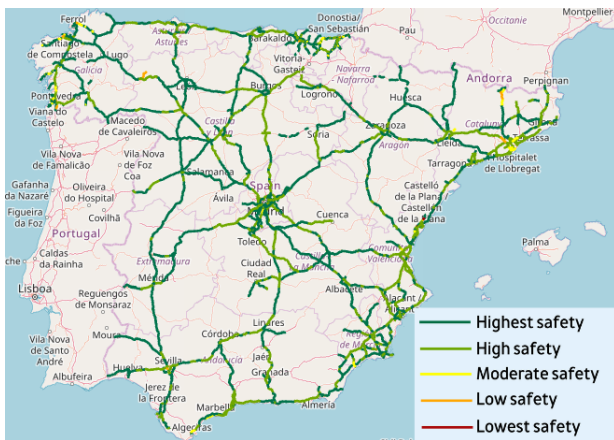 Montpellier
Ferrol
Donostia/
San Sebastián
Occitanie
Pau
Santiago
de Compostela
Lugo
Asturias
Asturies
Barakaldo
Vitoria
Gasteiz
Navarra
Nafarroa
Andorra
Perpignan
Galicia
León
Burgos
Logroño
Huesca
Pontevedra
Viana do
Castelo
Macedo
de Cavaleiros
Castilla
y León
Soria
Zaragoza
Aragón
Catalunya
Lleida
Girona
Terrassa
L'Hospitalet
de Llobregat
Tarragona
Vila Nova
de Famalicão
Vila Nova
de Foz
Coa
Salamanca
Gafanha
da Nazaré
Oliveira
do Hospital
Figueira
da Foz
Covilhã
Ávila
Spain
Madrid
Castelló
de la Plana
Castellón
de la Plana
Portugal
Toledo
Cuenca
Palma
Caldas
da Rainha
Extremadura
Ciudad
Real
Castilla
La Mancha
Comunitat
Valenciana
che
Lisboa
Mérida
Albacete
Reguengos
de Monsaraz
Alacant /
Alicante
Vila Nova
de Santo
André
Moura
Córdoba
Linares
Región
de Murcia
Albufeira
Huelva
Sevilla
Andalucía
Jaén
Granada
Jerez de
la Frontera
Marbella
Almería
Algeciras
Highest safety
High safety
Moderate safety
Low safety
Lowest safety